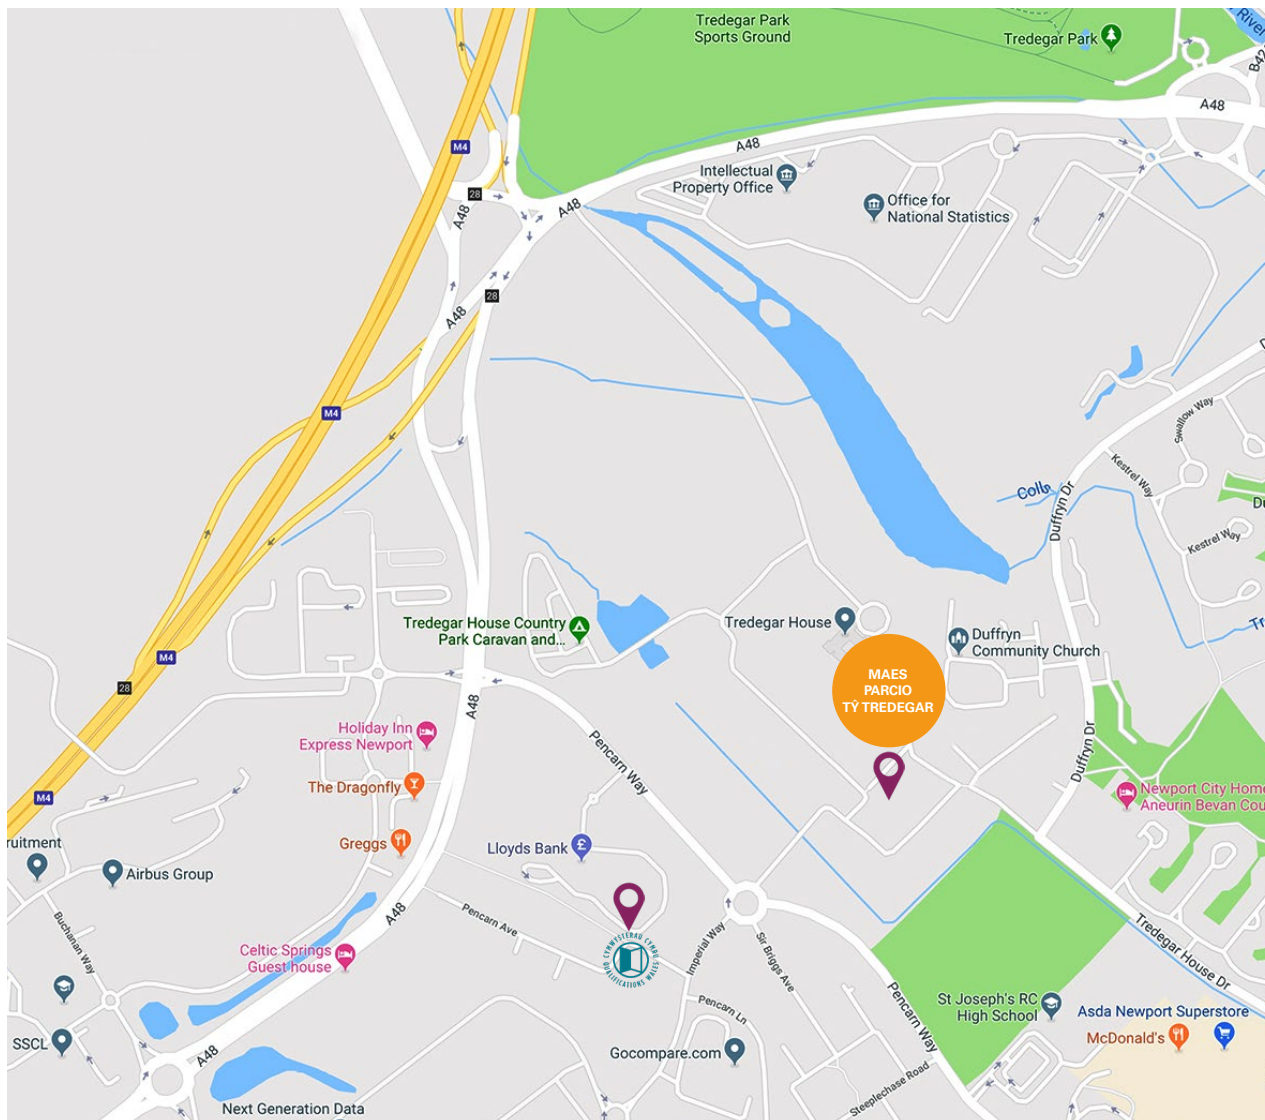 Tredegar Park
Sports Ground
Tredegar Park
River
B42
A48
M4
A48
Intellectual
Property Office
28
Office for
National Statistics
A48
A48
28
A48
M4
Swallow Way
Kestrel Way
Duffryn Dr
Kestrel Way
Tredegar House Country
Park Caravan and...
Tredegar House
Duffryn
Community Church
M4
28
MAES
PARCIO
TŶ TREDEGAR
A48
Holiday Inn
Express Newport
Pencarn Way
Duffryn Dr
The Dragonfly
Newport City Home
Aneurin Bevan Cou
M4
Greggs
Lloyds Bank
£
ruitment
Airbus Group
A48
Pencarn Ave
Buchanan Way
Celtic Springs
Guest house
CYMWYSTERAU CYMRU
QUALIFICATIONS WALES
Imperial Way
Sir Briggs Ave
Tredegar House Dr
Pencarn Way
Pencarn Ln
St Joseph's RC
High School
Asda Newport Superstore
McDonald's
SSCL
A48
Gocompare.com
Steeplechase Road
Next Generation Data